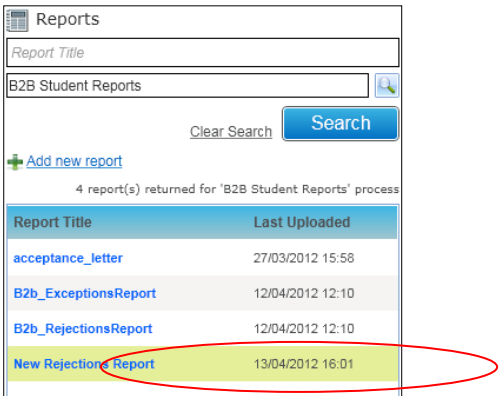 Reports
Report Title
B2B Student Reports
Clear Search Search
Add new report
4 report(s) returned for 'B2B Student Reports' process
Report Title Last Uploaded
acceptance_letter 27/03/2012 15:58
B2b_ExceptionsReport 12/04/2012 12:10
B2b_RejectionsReport 12/04/2012 12:10
New Rejections Report 13/04/2012 16:01